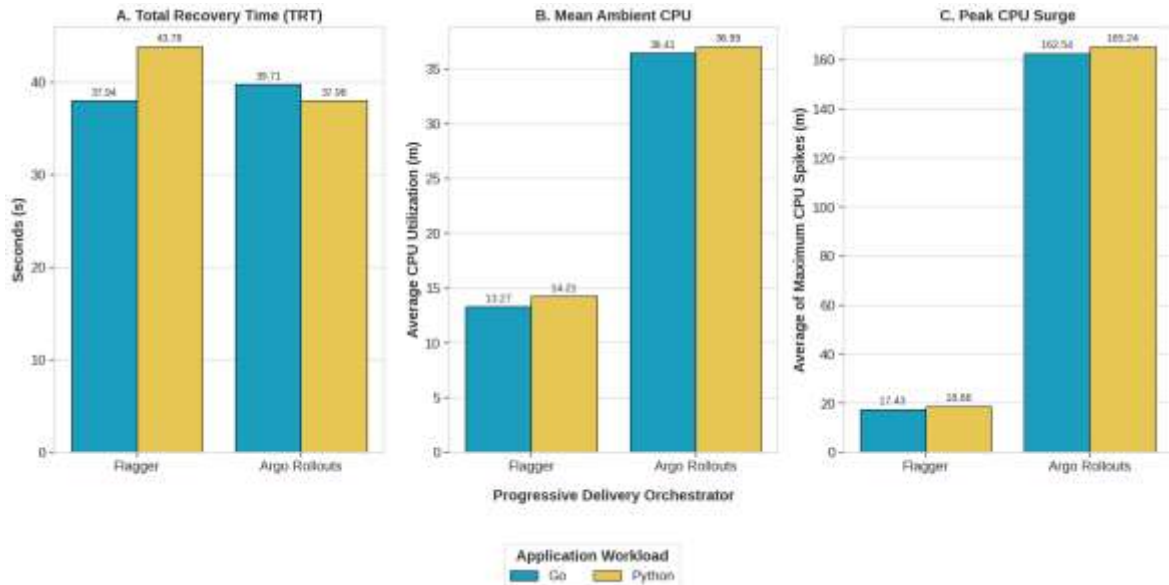 A. Total Recovery Time (TRT)
Seconds (s)
40
30
20
10
0
37.94
43.78
39.71
37.98
Flagger
Argo Rollouts
B. Mean Ambient CPU
Average CPU Utilization (m)
35
30
25
20
15
10
5
0
13.27
14.21
36.41
36.95
Flagger
Argo Rollouts
C. Peak CPU Surge
Average of Maximum CPU Spikes (m)
160
140
120
100
80
60
40
20
0
17.43
18.68
162.54
165.24
Flagger
Argo Rollouts
Progressive Delivery Orchestrator
Application Workload
Go
Python